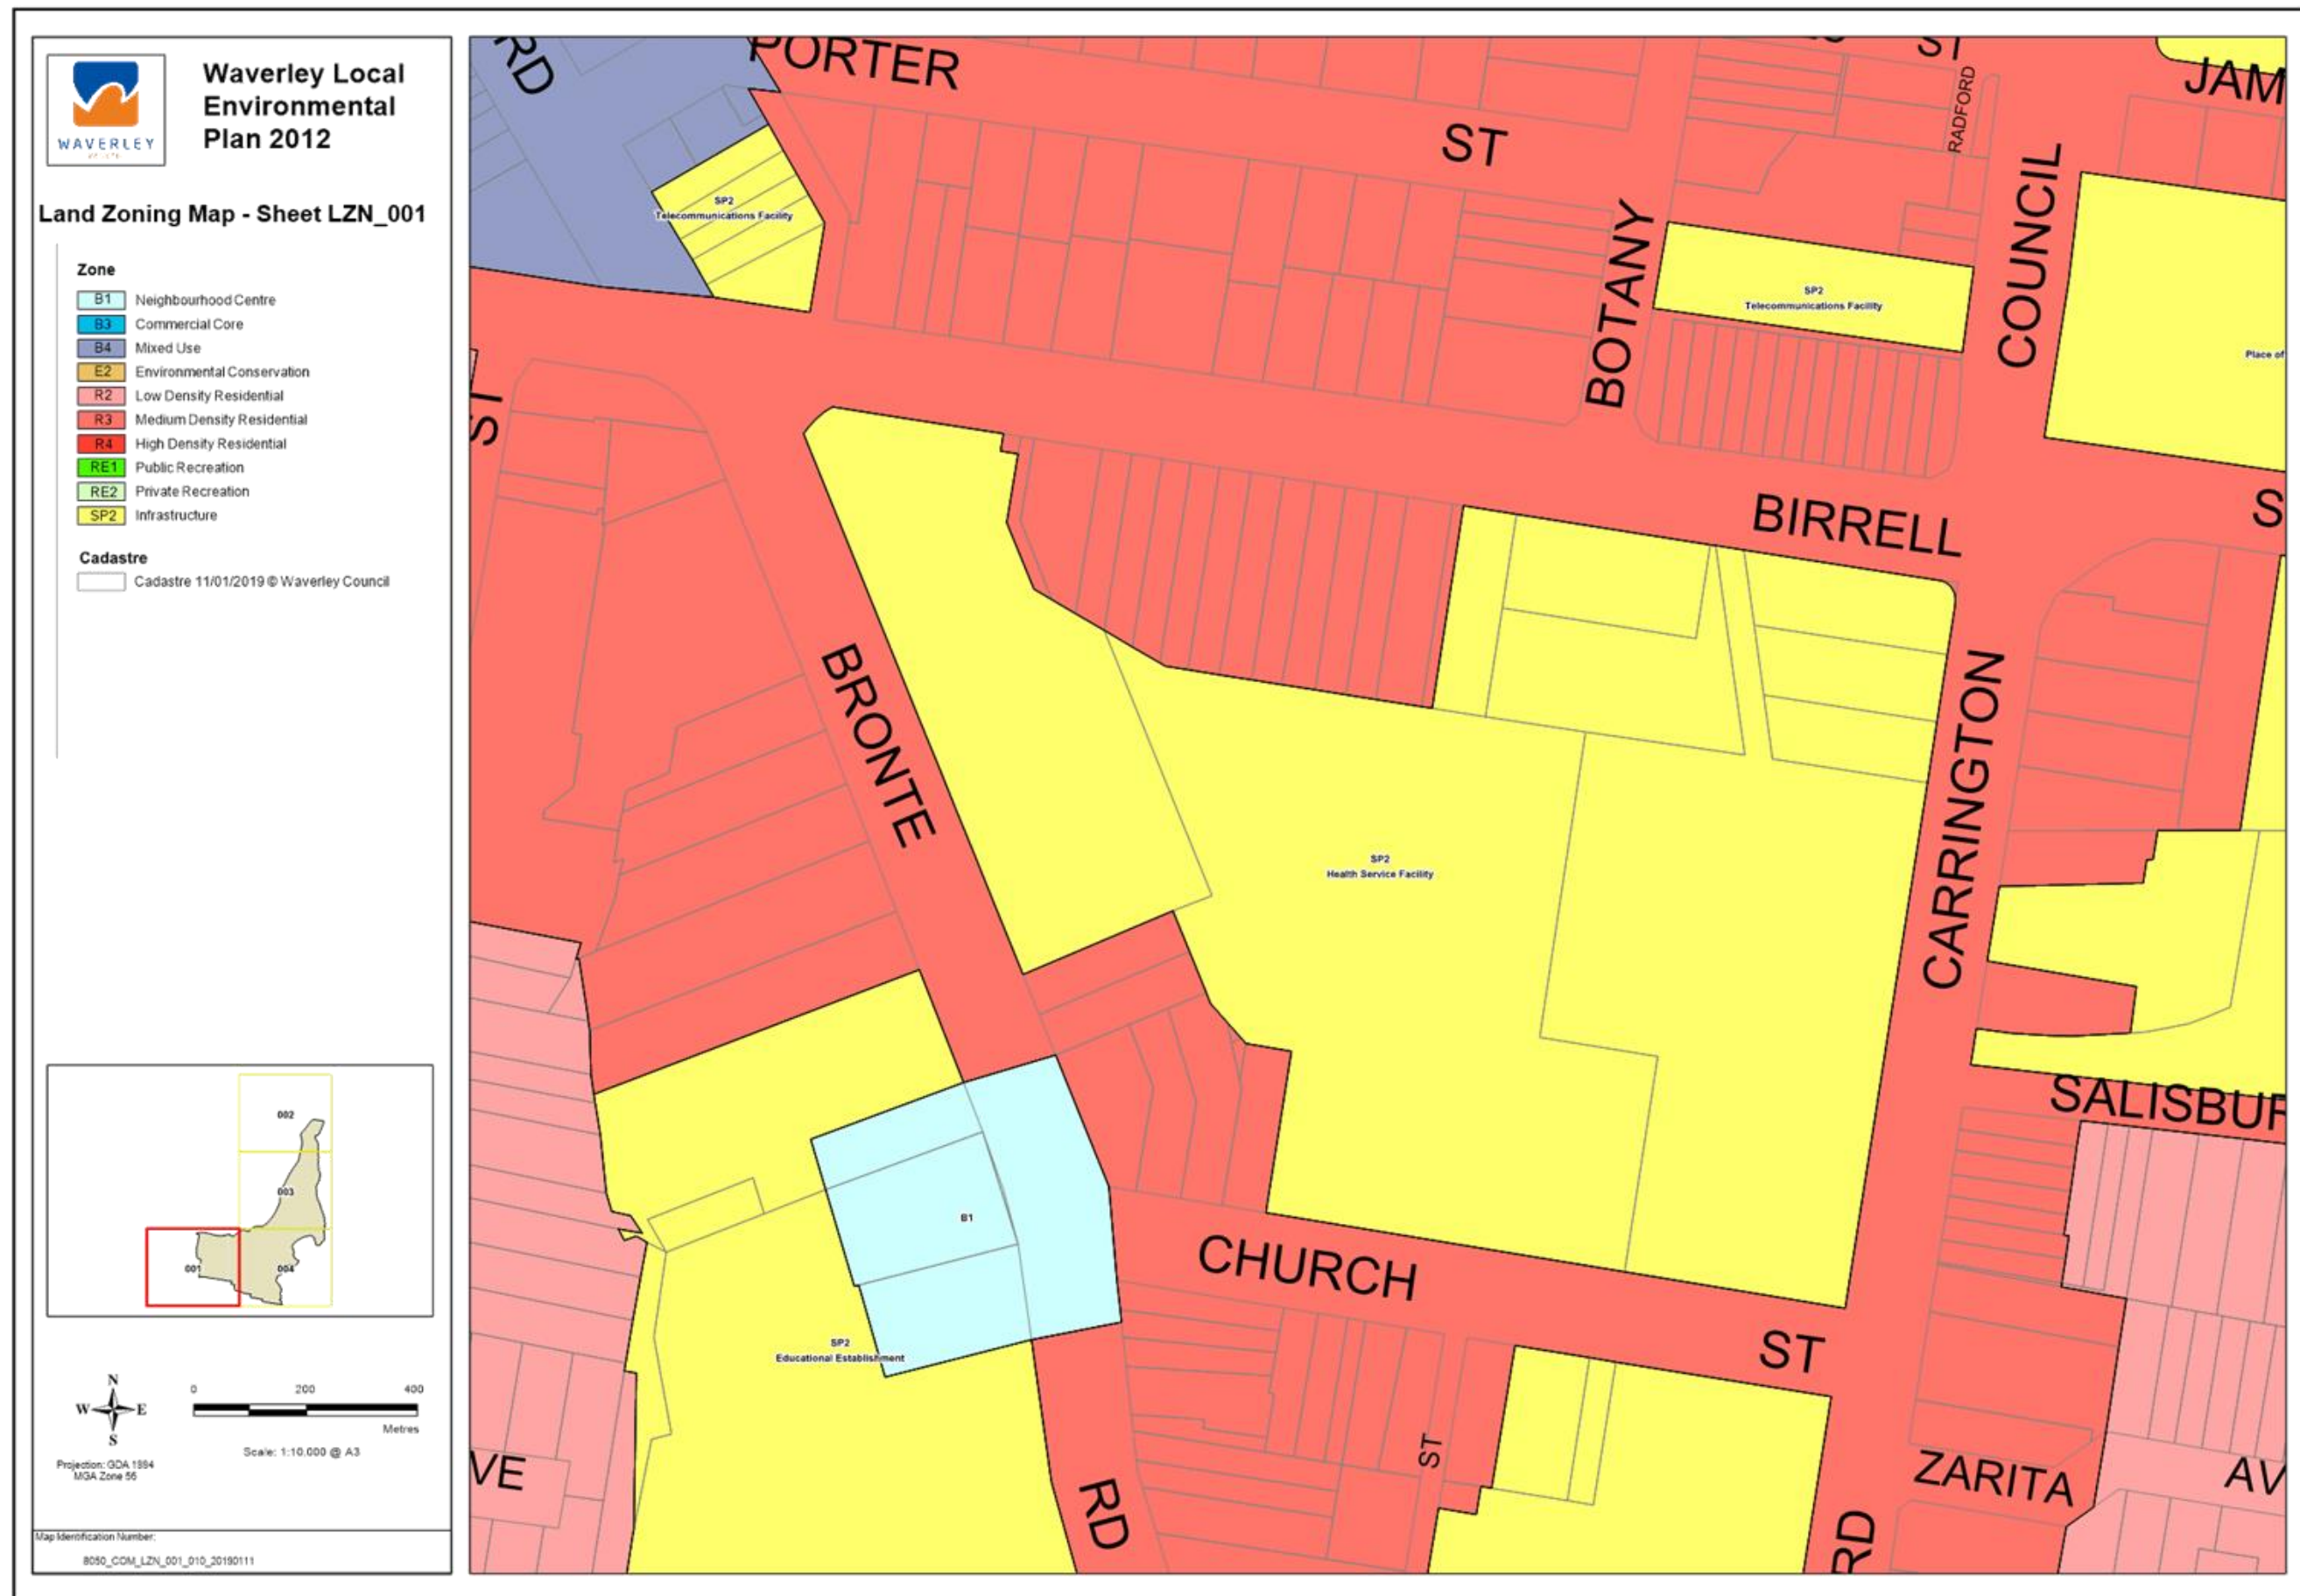 WAVERLEY
Waverley Local
Environmental
Plan 2012
Land Zoning Map - Sheet LZN_001
Zone
B1 Neighbourhood Centre
B3 Commercial Core
B4 Mixed Use
E2 Environmental Conservation
R2 Low Density Residential
R3 Medium Density Residential
R4 High Density Residential
RE1 Public Recreation
RE2 Private Recreation
SP2 Infrastructure
Cadastre
Cadastre 11/01/2019 © Waverley Council
002
003
001
004
N
W E
S
0 200 400
Metres
Scale: 1:10,000 @ A3
Projection: GDA 1994
MGA Zone 56
Map Identification Number:
8050_COM_LZN_001_010_20190111
RD
PORTER
ST
ST
RADFORD
JAM
COUNCIL
BOTANY
SP2
Telecommunications Facility
SP2
Telecommunications Facility
Place of
ST
BIRRELL
S
BRONTE
CARRINGTON
SP2
Health Service Facility
SALISBUR
B1
CHURCH
ST
SP2
Educational Establishment
ST
VE
RD
ZARITA
AV
RD